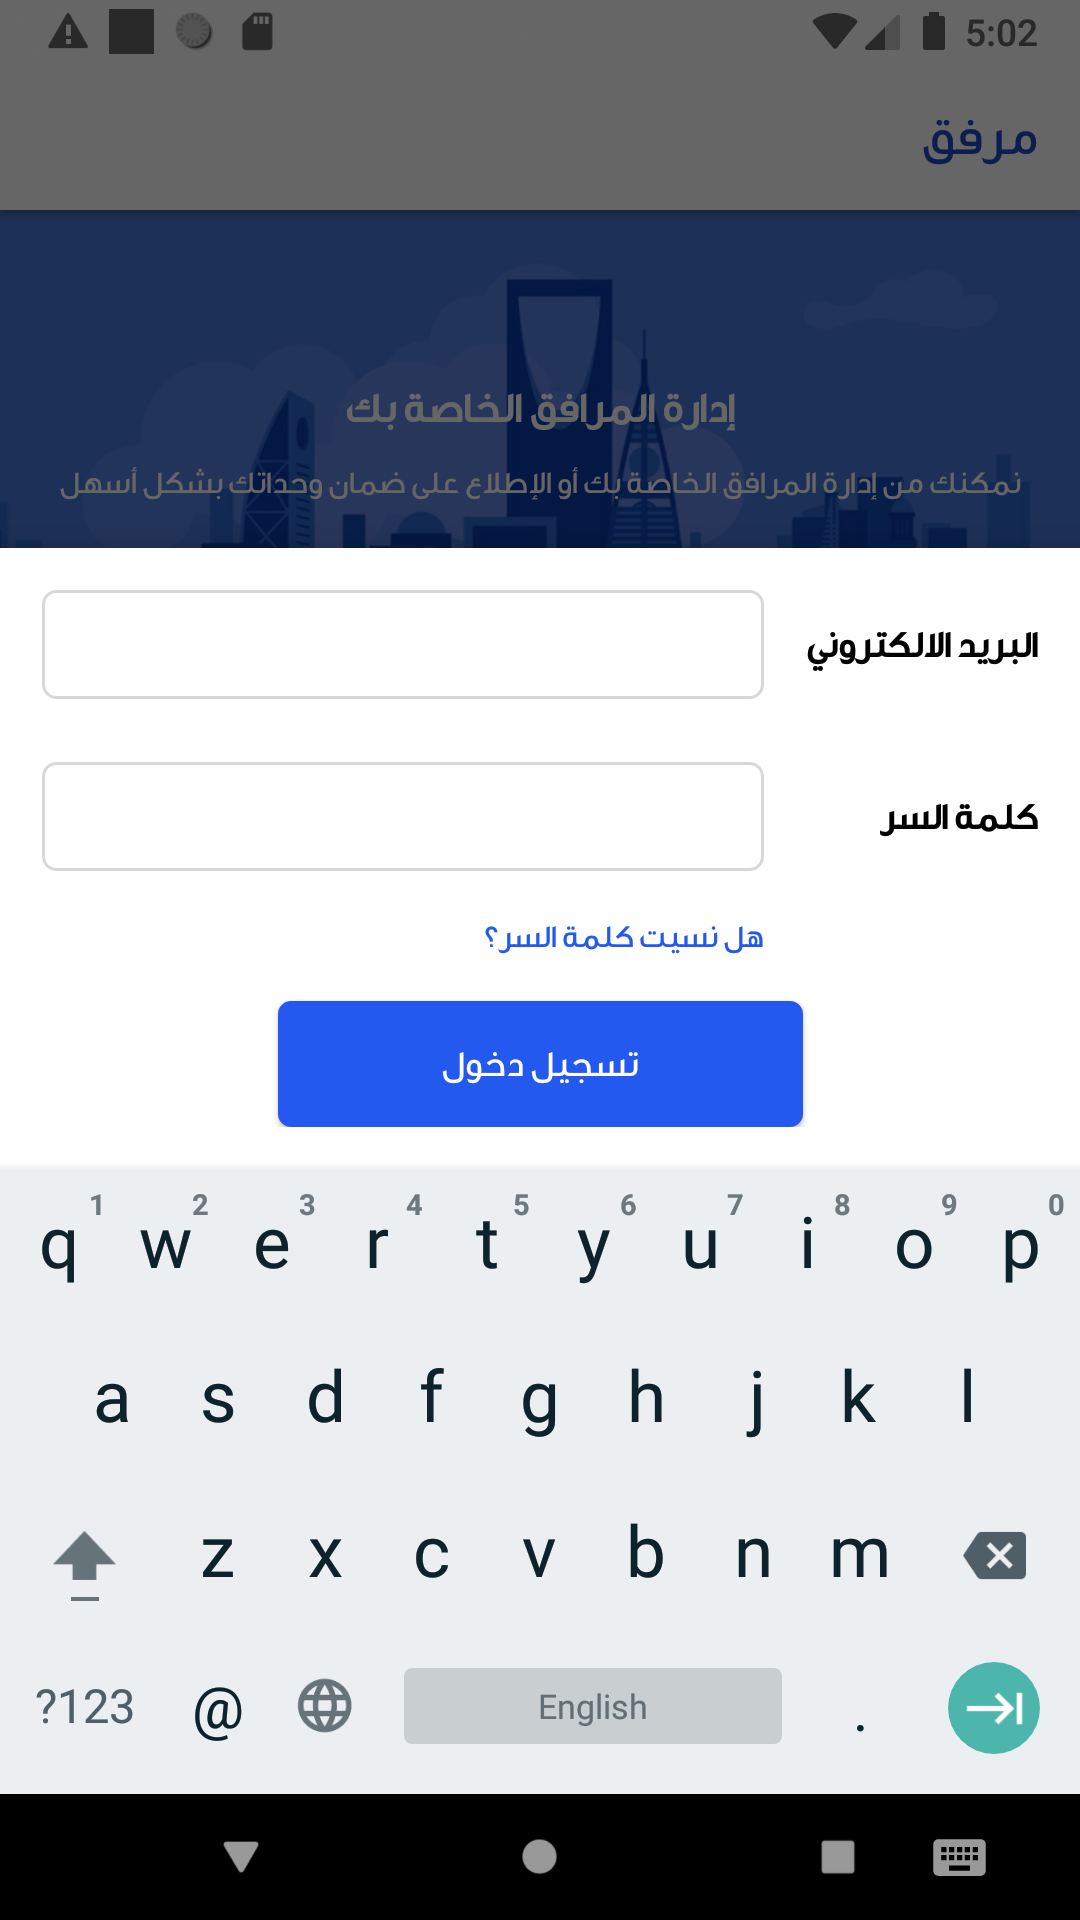 5:02
مرفق
إدارة المرافق الخاصة بك
نمكنك من إدارة المرافق الخاصة بك أو الإطلاع على ضمان وحداتك بشكل أسهل
البريد الالكتروني
كلمة السر
هل نسيت كلمة السر؟
تسجيل دخول
1 2 3 4 5 6 7 8 9 0
q w e r t y u i o p
a s d f g h j k l
z x c v b n m
?123 @ English .